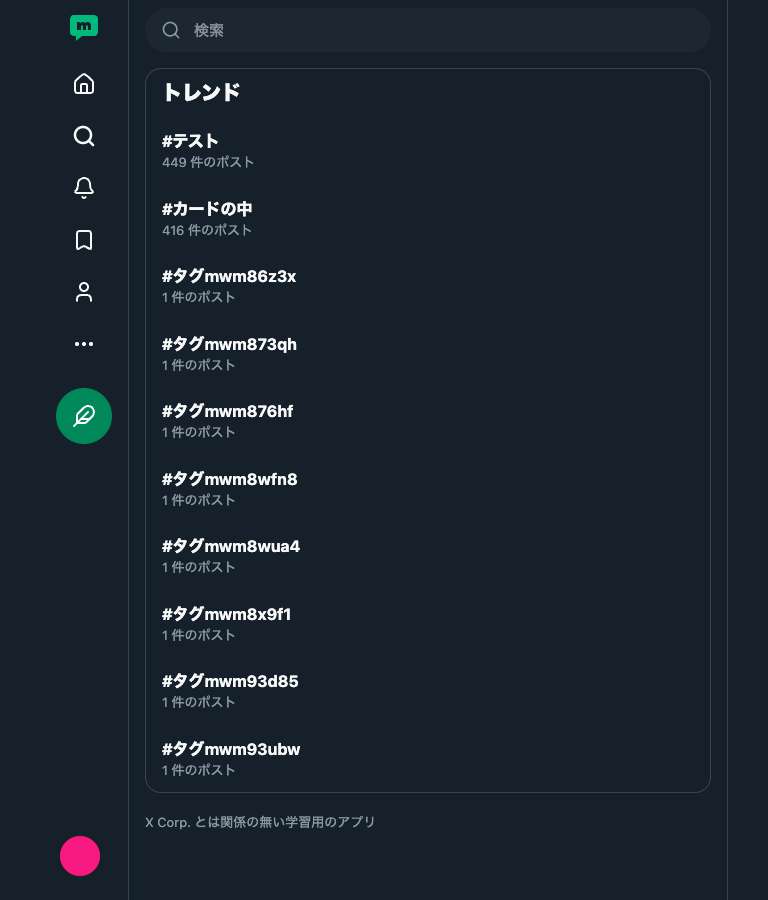 m
検索
トレンド
#テスト
449 件のポスト
#カードの中
416 件のポスト
#タグmwm86z3x
1 件のポスト
#タグmwm873qh
1 件のポスト
#タグmwm876hf
1 件のポスト
#タグmwm8wfn8
1 件のポスト
#タグmwm8wua4
1 件のポスト
#タグmwm8x9f1
1 件のポスト
#タグmwm93d85
1 件のポスト
#タグmwm93ubw
1 件のポスト
X Corp. とは関係の無い学習用のアプリ